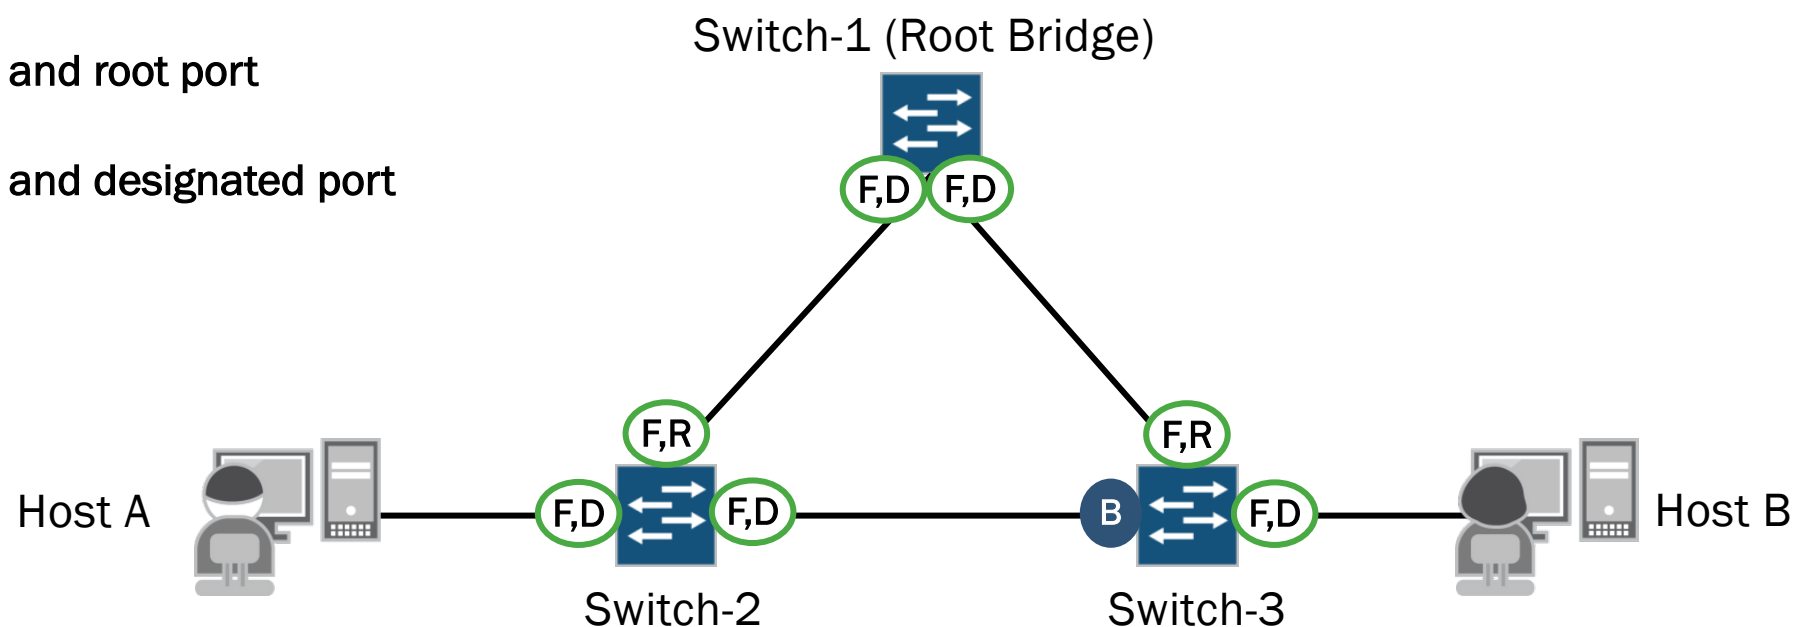 Switch-1 (Root Bridge)
and root port
and designated port
F,D
F,D
F,R
F,R
Host A
F,D
F,D
B
F,D
Host B
Switch-2
Switch-3